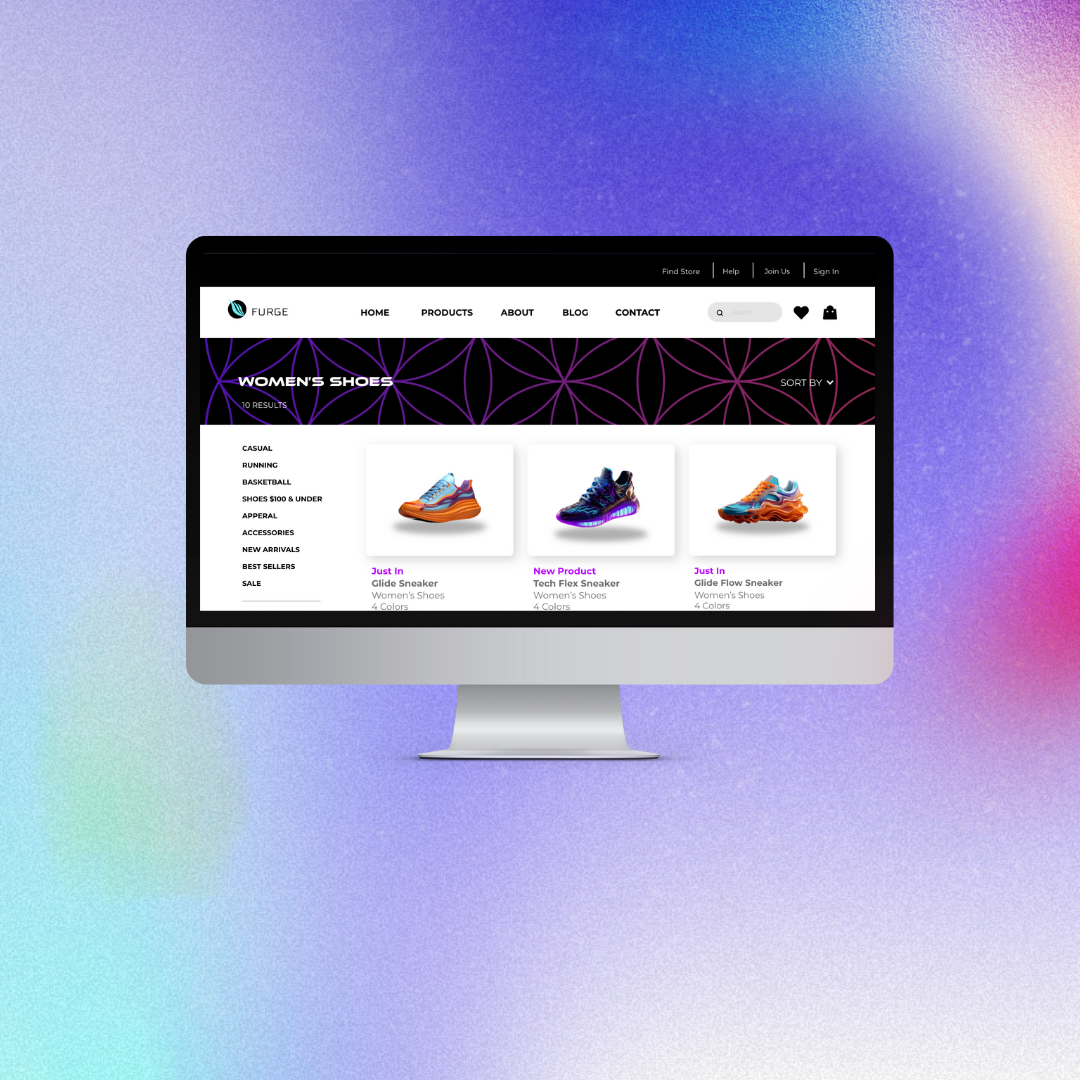 Find Store
Help
Join Us
Sign In
FURGE
HOME
PRODUCTS
ABOUT
BLOG
CONTACT
Search
WOMEN'S SHOES
10 RESULTS
SORT BY
CASUAL
RUNNING
BASKETBALL
SHOES $100 & UNDER
APPERAL
ACCESSORIES
NEW ARRIVALS
BEST SELLERS
SALE
Just In
Glide Sneaker
Women's Shoes
4 Colors
New Product
Tech Flex Sneaker
Women's Shoes
4 Colors
Just In
Glide Flow Sneaker
Women's Shoes
4 Colors